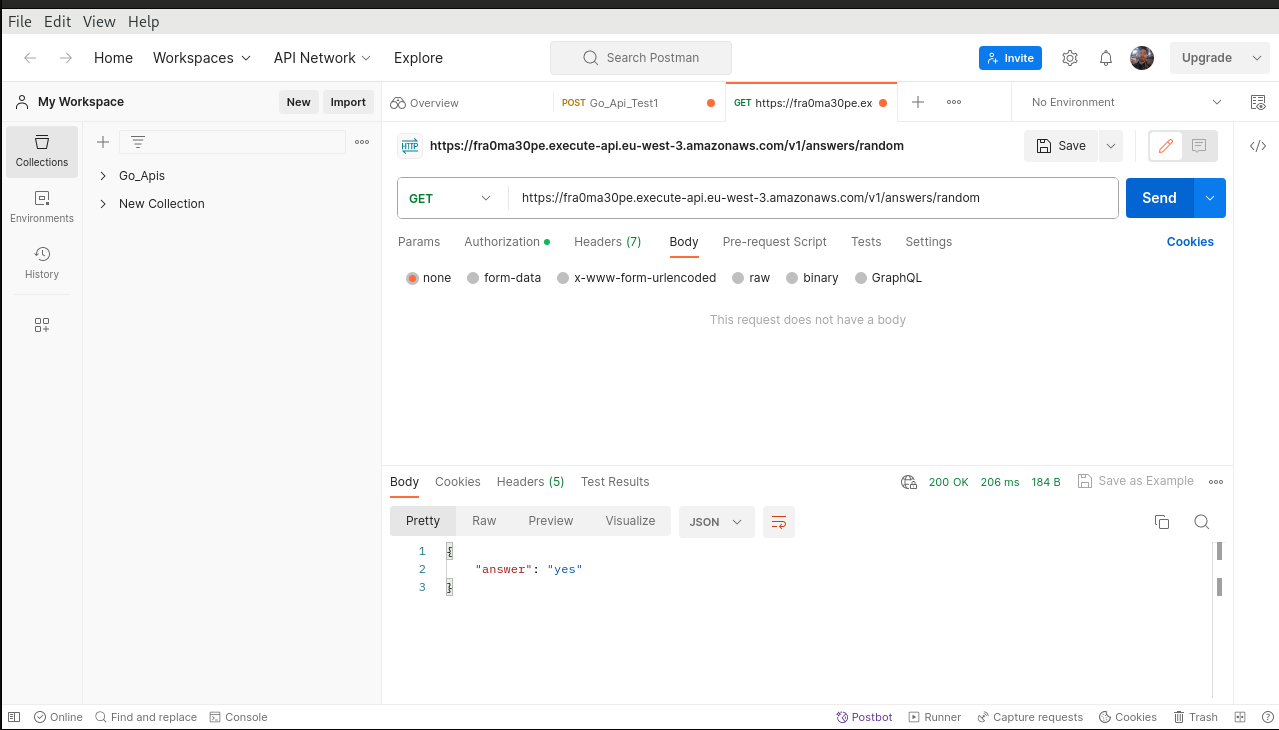 File Edit View Help
Home Workspaces API Network Explore Search Postman Invite Upgrade
My Workspace New Import Overview POST Go_Api_Test1 GET https://fra0ma30pe.ex No Environment
Collections
Environments
History
Go_Apis
New Collection
HTTP https://fra0ma30pe.execute-api.eu-west-3.amazonaws.com/v1/answers/random Save
GET https://fra0ma30pe.execute-api.eu-west-3.amazonaws.com/v1/answers/random Send
Params Authorization Headers (7) Body Pre-request Script Tests Settings Cookies
none form-data x-www-form-urlencoded raw binary GraphQL
This request does not have a body
Body Cookies Headers (5) Test Results 200 OK 206 ms 184 B Save as Example
Pretty Raw Preview Visualize JSON
1 {
2 "answer": "yes"
3 }
Online Find and replace Console Postbot Runner Capture requests Cookies Trash